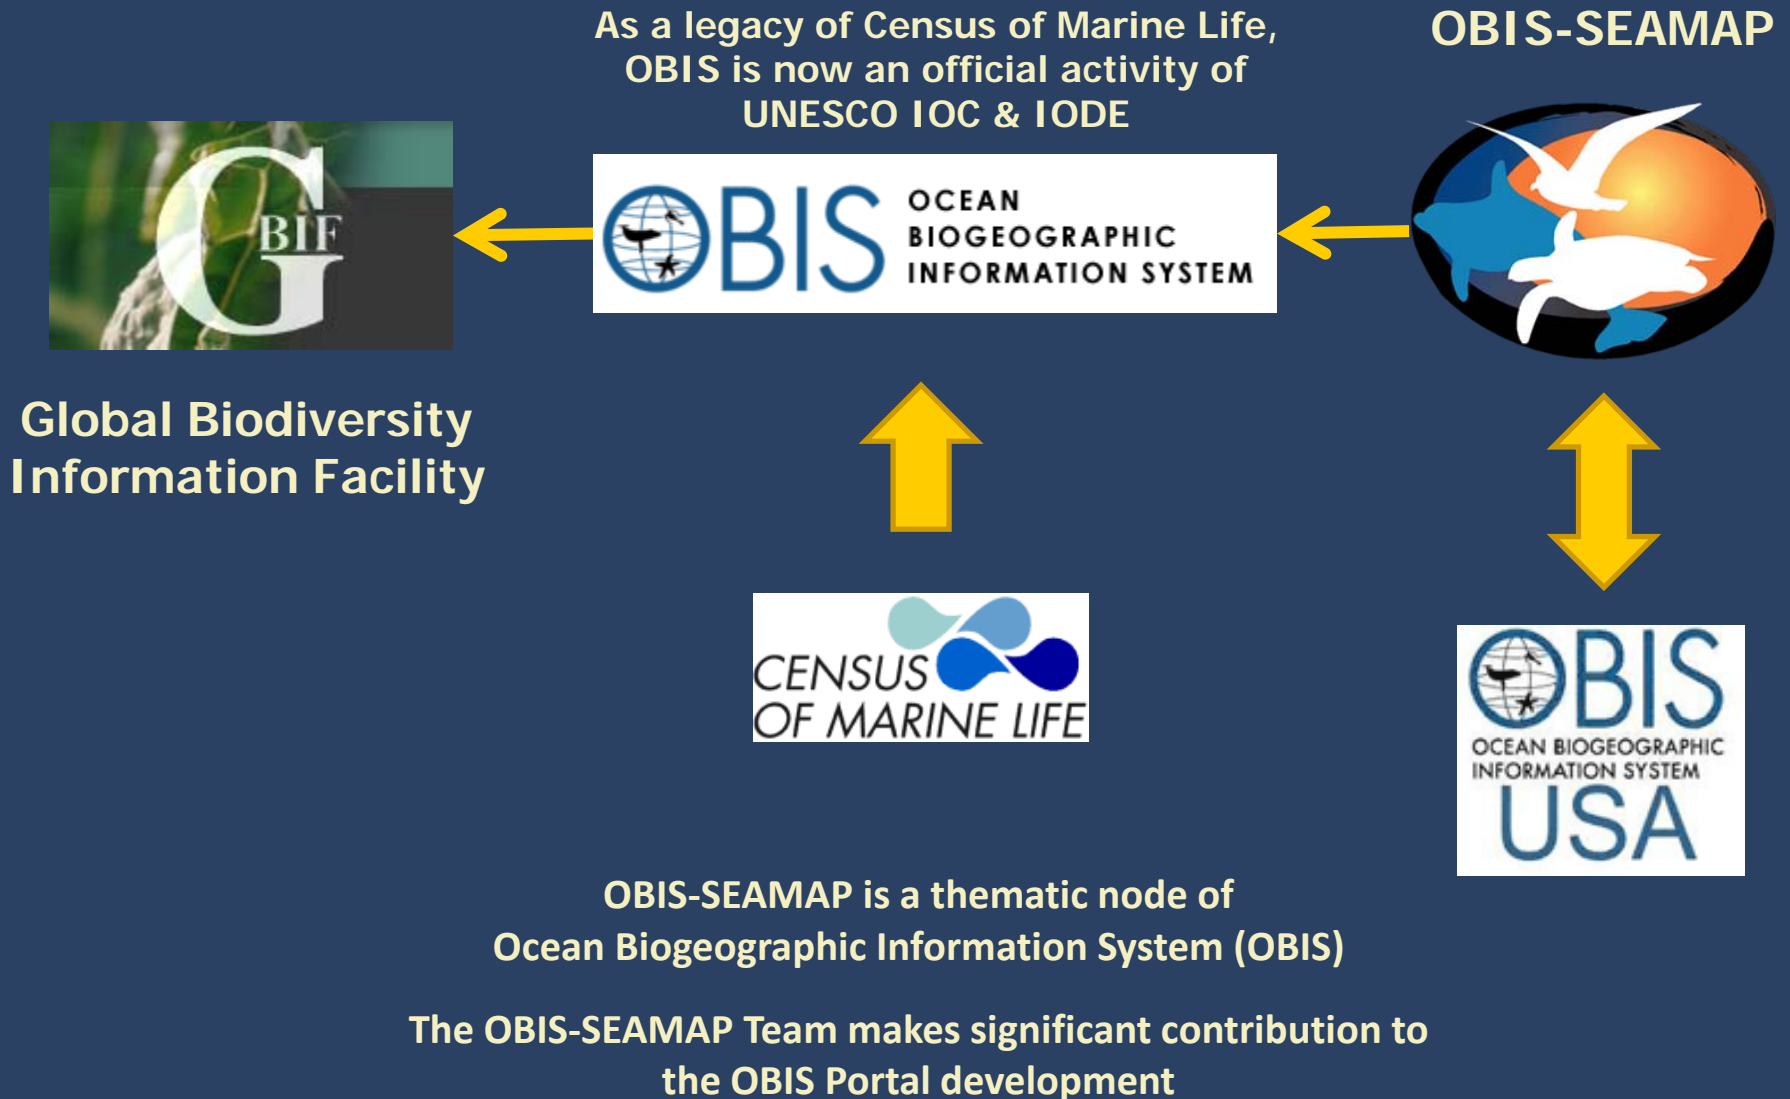 As a legacy of Census of Marine Life,
OBIS is now an official activity of
UNESCO IOC & IODE
OBIS-SEAMAP
GBIF
OBIS
OCEAN
BIOGEOGRAPHIC
INFORMATION SYSTEM
Global Biodiversity
Information Facility
CENSUS
OF MARINE LIFE
OBIS
OCEAN BIOGEOGRAPHIC
INFORMATION SYSTEM
USA
OBIS-SEAMAP is a thematic node of
Ocean Biogeographic Information System (OBIS)
The OBIS-SEAMAP Team makes significant contribution to
the OBIS Portal development